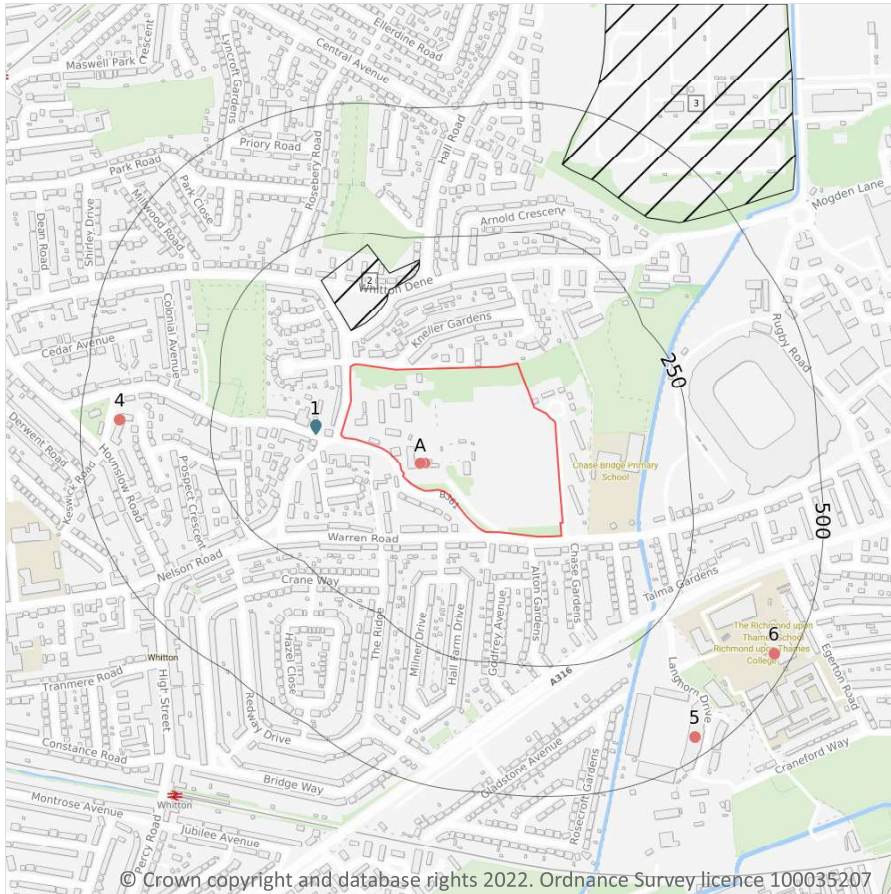 Ellerdine Road
Central Avenue
Lyncroft Gardens
Crescent
Maswell Park
Hall Road
Rosebery Road
Priory Road
Park Road
Park Close
Millwood Road
Shirley Drive
Dean Road
3
Mogden Lane
Arnold Crescent
2
Whitton Dene
Kneller Gardens
Colonial Avenue
Cedar Avenue
Rugby Road
250
4
1
A
Derwent Road
Keswick Road
Hounslow Road
Prospect Crescent
B361
Chase Bridge Primary
School
500
Warren Road
Nelson Road
Crane Way
Chase Gardens
Talma Gardens
Alton Gardens
Godfrey Avenue
Hall Farm Drive
Milner Drive
The Ridge
Hazel Close
The Richmond upon
Thames School
Richmond upon Thames
College
6
Egerton Road
Whitton
Tranmere Road
High Street
Redway Drive
A316
Langhorn Drive
5
Craneford Way
Constance Road
Bridge Way
Gladstone Avenue
Rosecroft Gardens
Whitton
Montrose Avenue
Jubilee Avenue
Percy Road
© Crown copyright and database rights 2022. Ordnance Survey licence 100035207